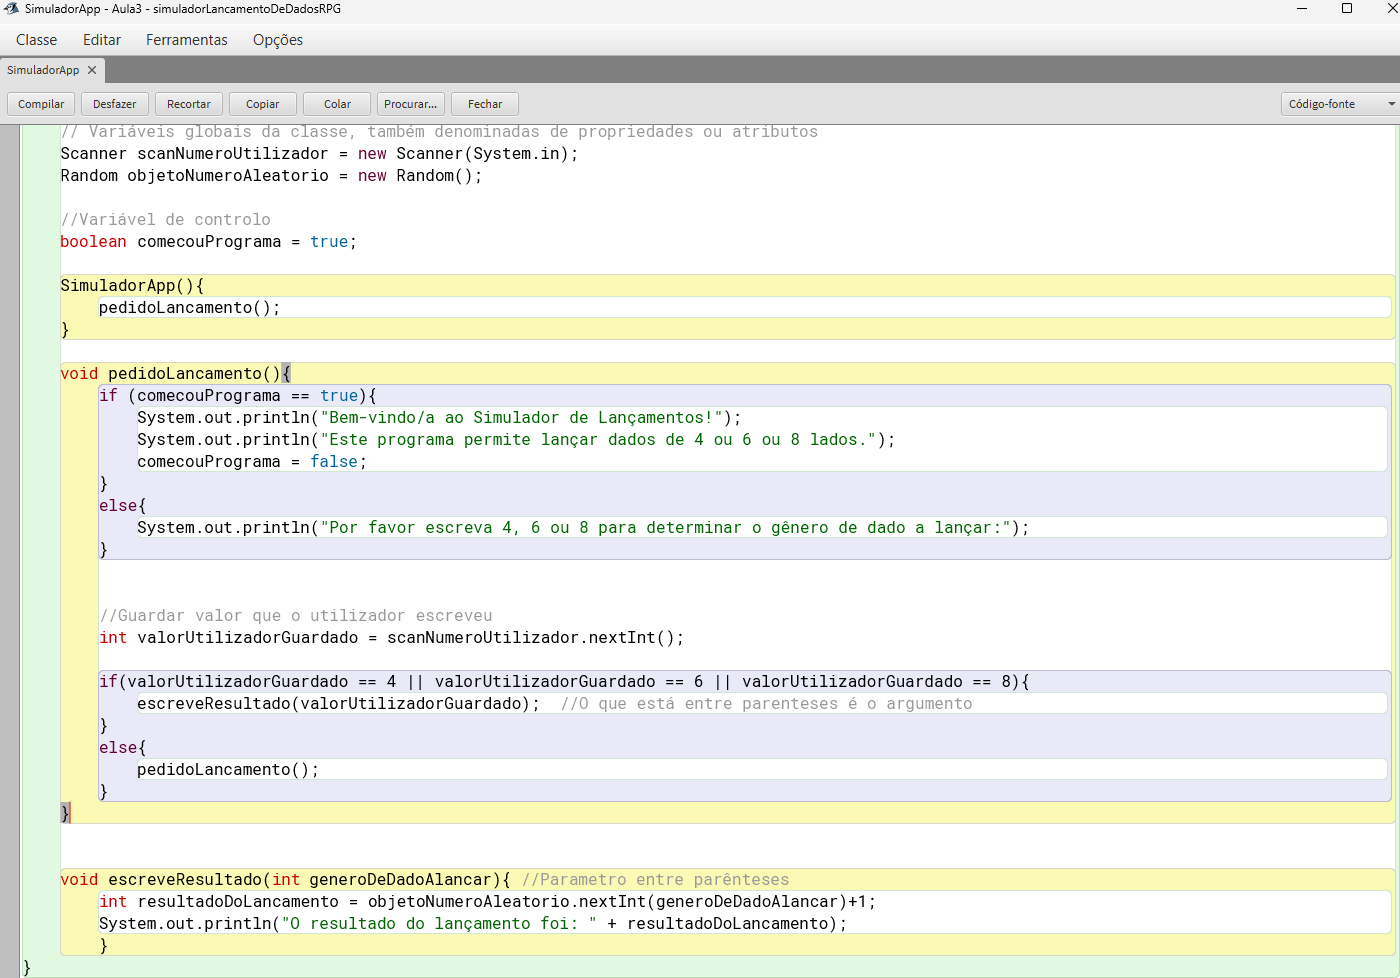 SimuladorApp - Aula3 - simuladorLancamentoDeDadosRPG
Classe Editar Ferramentas Opções
SimuladorApp ✕
Compilar Desfazer Recortar Copiar Colar Procurar... Fechar Código-fonte
// Variáveis globais da classe, também denominadas de propriedades ou atributos
Scanner scanNumeroUtilizador = new Scanner(System.in);
Random objetoNumeroAleatorio = new Random();
//Variável de controlo
boolean comecouPrograma = true;
SimuladorApp(){
pedidoLancamento();
}
void pedidoLancamento(){
if (comecouPrograma == true){
System.out.println("Bem-vindo/a ao Simulador de Lançamentos!");
System.out.println("Este programa permite lançar dados de 4 ou 6 ou 8 lados.");
comecouPrograma = false;
}
else{
System.out.println("Por favor escreva 4, 6 ou 8 para determinar o gênero de dado a lançar:");
}
//Guardar valor que o utilizador escreveu
int valorUtilizadorGuardado = scanNumeroUtilizador.nextInt();
if(valorUtilizadorGuardado == 4 || valorUtilizadorGuardado == 6 || valorUtilizadorGuardado == 8){
escreveResultado(valorUtilizadorGuardado); //O que está entre parenteses é o argumento
}
else{
pedidoLancamento();
}
}
void escreveResultado(int generoDeDadoAlancar){ //Parametro entre parênteses
int resultadoDoLancamento = objetoNumeroAleatorio.nextInt(generoDeDadoAlancar)+1;
System.out.println("O resultado do lançamento foi: " + resultadoDoLancamento);
}
}